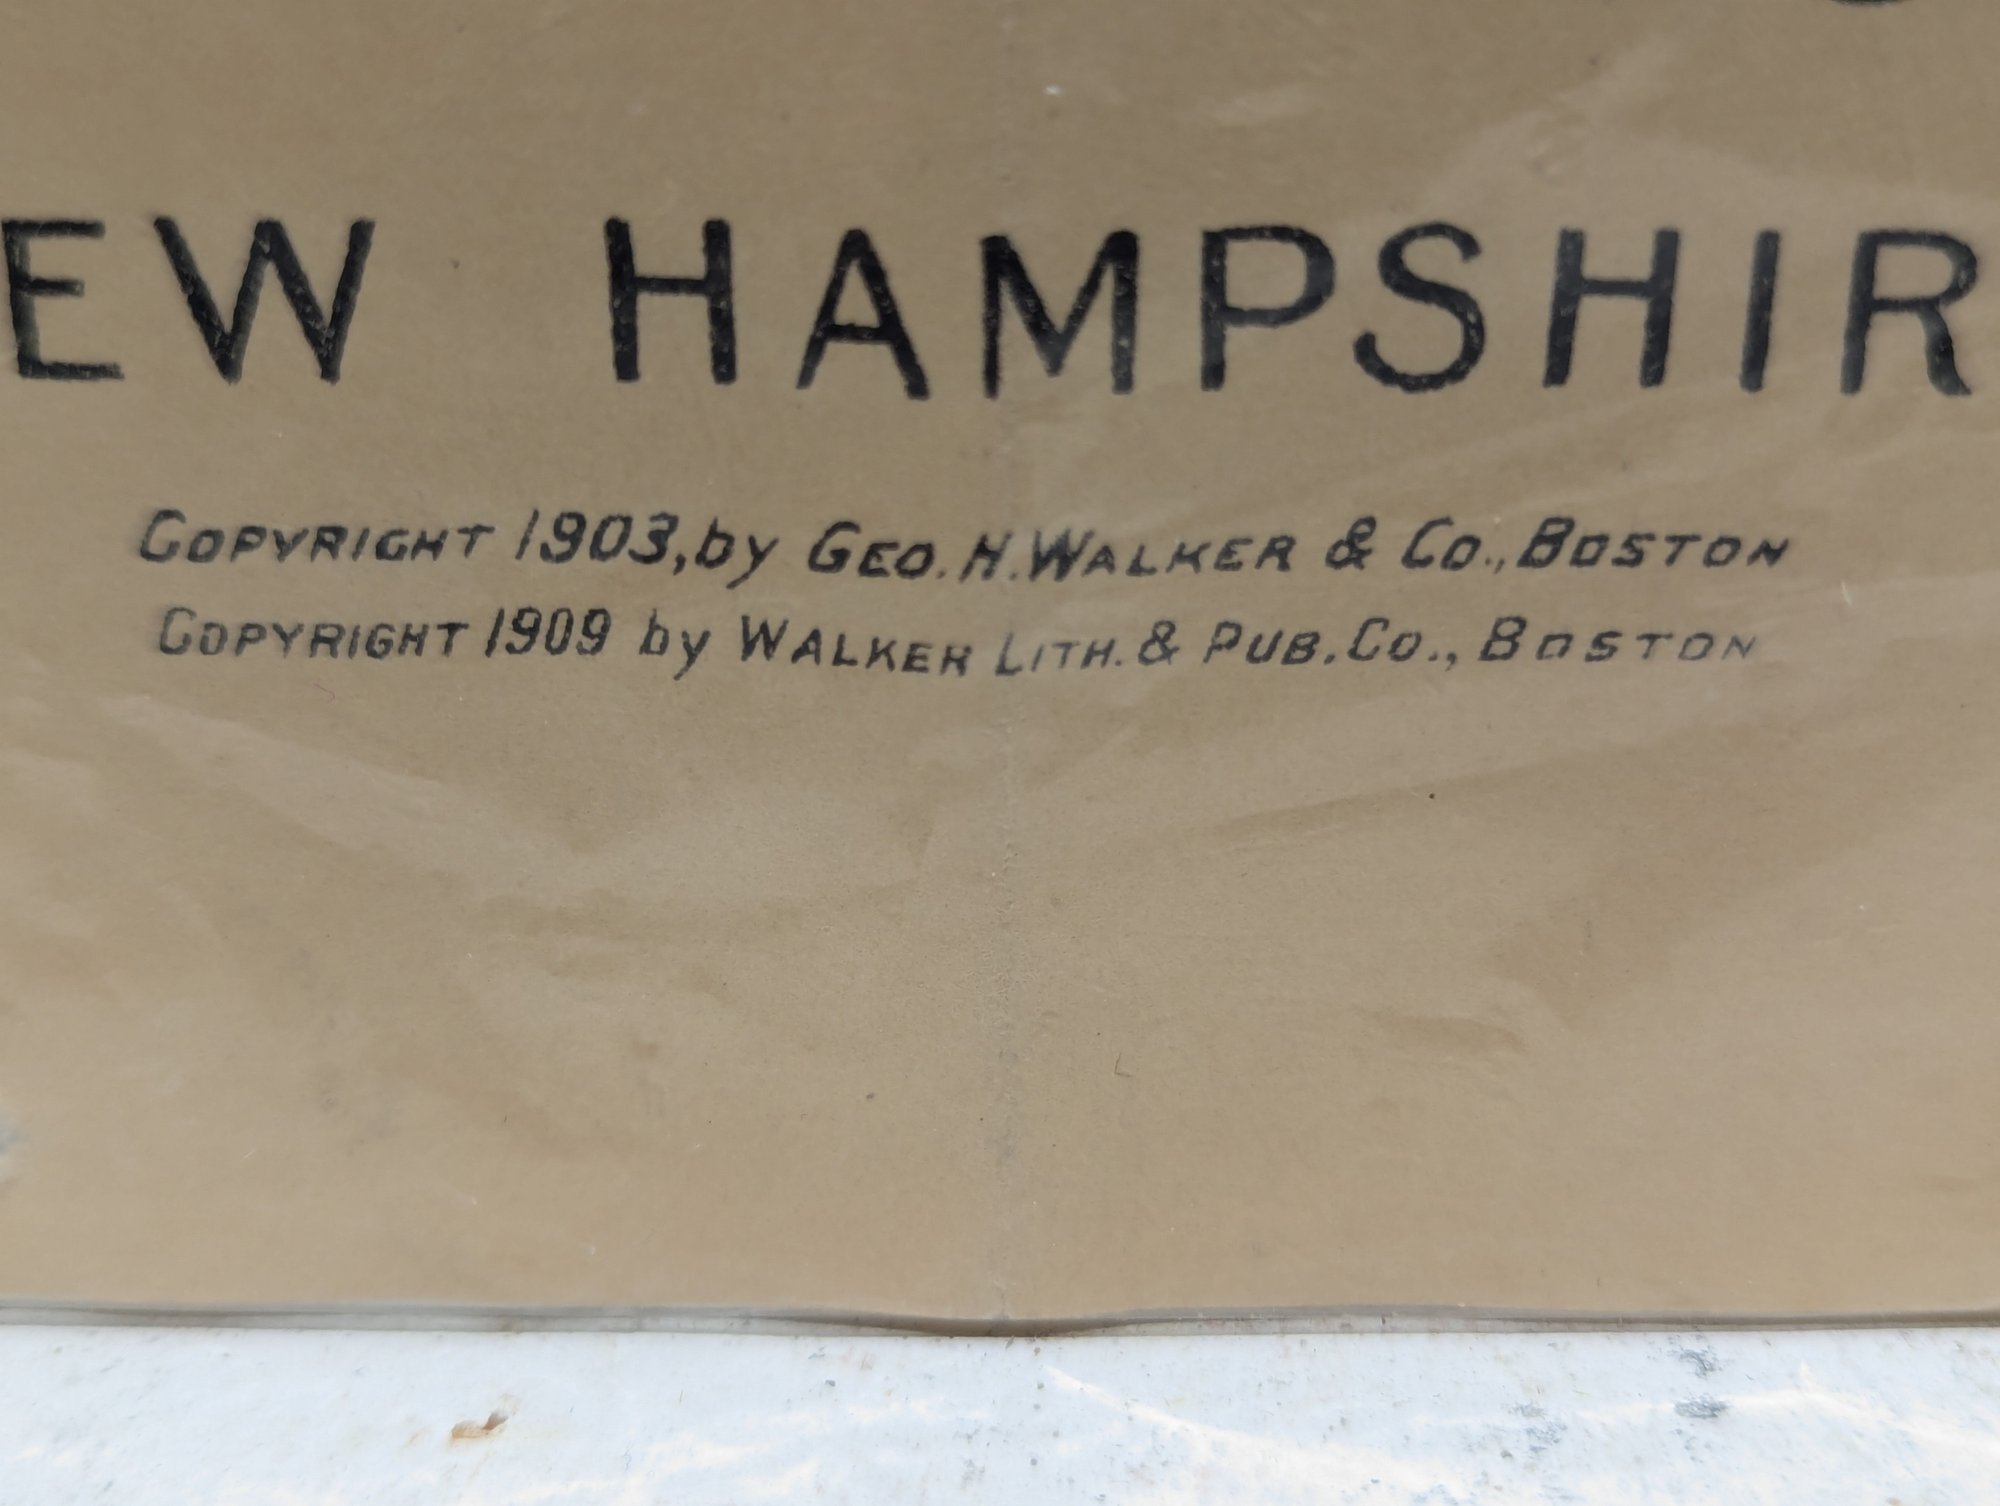 EW HAMPSHIR
COPYRIGHT 1903, by GEO. H. WALKER & CO., BOSTON
COPYRIGHT 1909 by WALKER LITH. & PUB. CO., BOSTON